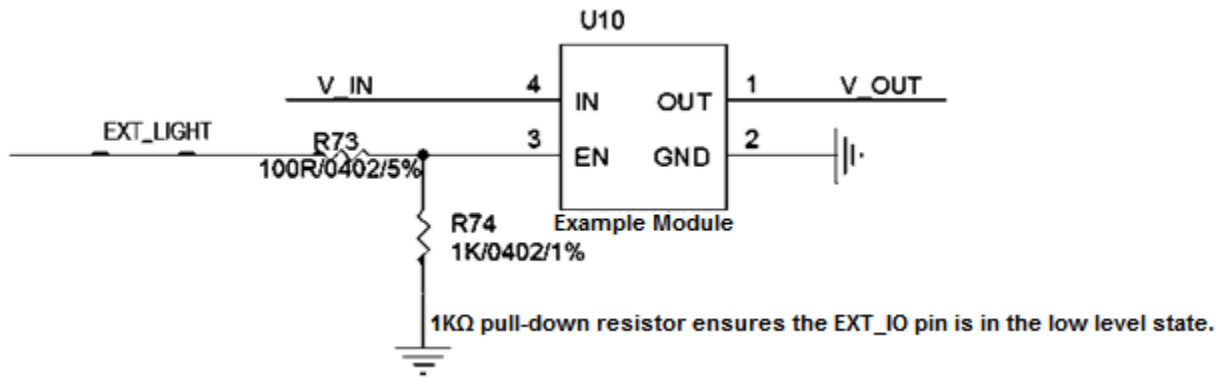 U10
V_IN
4
1
V_OUT
IN
OUT
EXT_LIGHT
R73
100R/0402/5%
3
2
EN
GND
R74
1K/0402/1%
Example Module
1KΩ pull-down resistor ensures the EXT_IO pin is in the low level state.